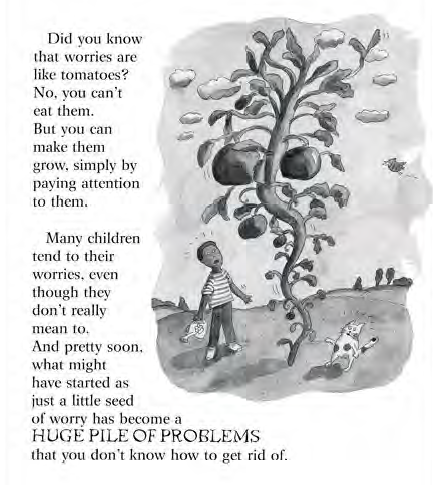 Did you know
that worries are
like tomatoes?
No, you can't
eat them.
But you can
make them
grow, simply by
paying attention
to them.
Many children
tend to their
worries, even
though they
don't really
mean to.
And pretty soon,
what might
have started as
just a little seed
of worry has become a
HUGE PILE OF PROBLEMS
that you don't know how to get rid of.